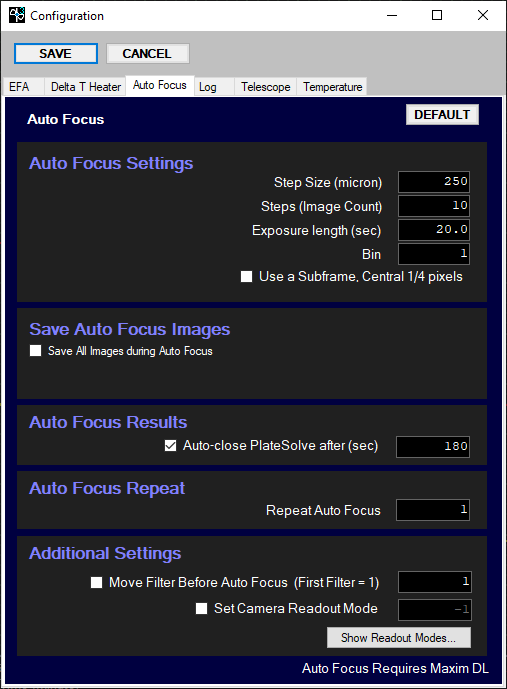 Configuration
SAVE CANCEL
EFA Delta T Heater Auto Focus Log Telescope Temperature
Auto Focus DEFAULT
Auto Focus Settings
Step Size (micron) 250
Steps (Image Count) 10
Exposure length (sec) 20.0
Bin 1
Use a Subframe, Central 1/4 pixels
Save Auto Focus Images
Save All Images during Auto Focus
Auto Focus Results
Auto-close PlateSolve after (sec) 180
Auto Focus Repeat
Repeat Auto Focus 1
Additional Settings
Move Filter Before Auto Focus (First Filter = 1) 1
Set Camera Readout Mode -1
Show Readout Modes...
Auto Focus Requires Maxim DL